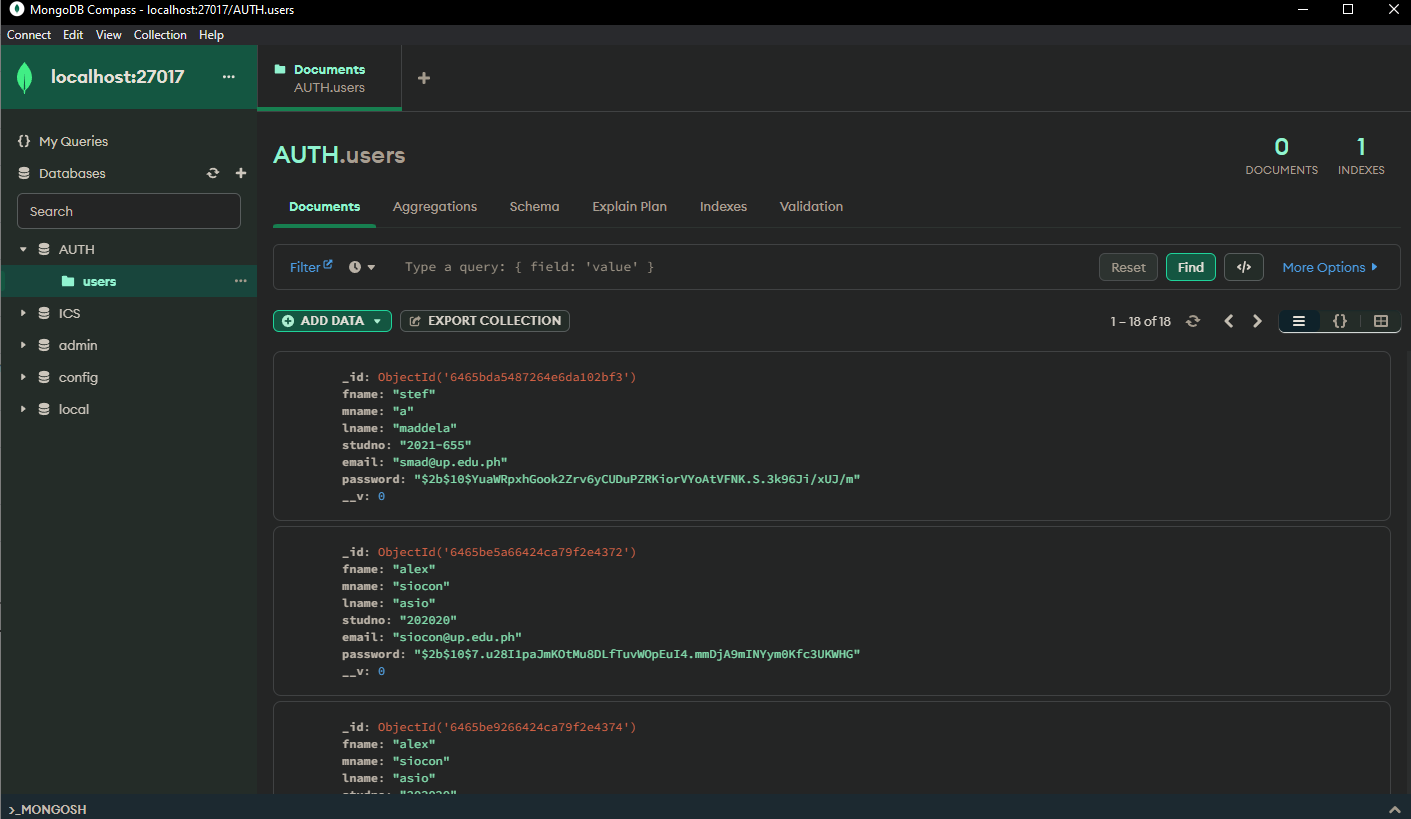 MongoDB Compass - localhost:27017/AUTH.users
Connect Edit View Collection Help
localhost:27017 ...
Documents
AUTH.users
{} My Queries
Databases
Search
AUTH
users ...
ICS
admin
config
local
AUTH.users
0
DOCUMENTS
1
INDEXES
Documents Aggregations Schema Explain Plan Indexes Validation
Filter Type a query: { field: 'value' } Reset Find </> More Options
ADD DATA EXPORT COLLECTION 1 – 18 of 18 {}
_id: ObjectId('6465bda5487264e6da102bf3')
fname: "stef"
mname: "a"
lname: "maddela"
studno: "2021-655"
email: "smad@up.edu.ph"
password: "$2b$10$YuaWRpxhGook2Zrv6yCUDuPZRKiorVYoAtVFNK.S.3k96Ji/xUJ/m"
__v: 0
_id: ObjectId('6465be5a66424ca79f2e4372')
fname: "alex"
mname: "siocon"
lname: "asio"
studno: "202020"
email: "siocon@up.edu.ph"
password: "$2b$10$7.u28I1paJmKOtMu8DLfTuvWOpEuI4.mmDjA9mINYym0Kfc3UKWHG"
__v: 0
_id: ObjectId('6465be9266424ca79f2e4374')
fname: "alex"
mname: "siocon"
lname: "asio"
studno: "202020"
>_MONGOSH